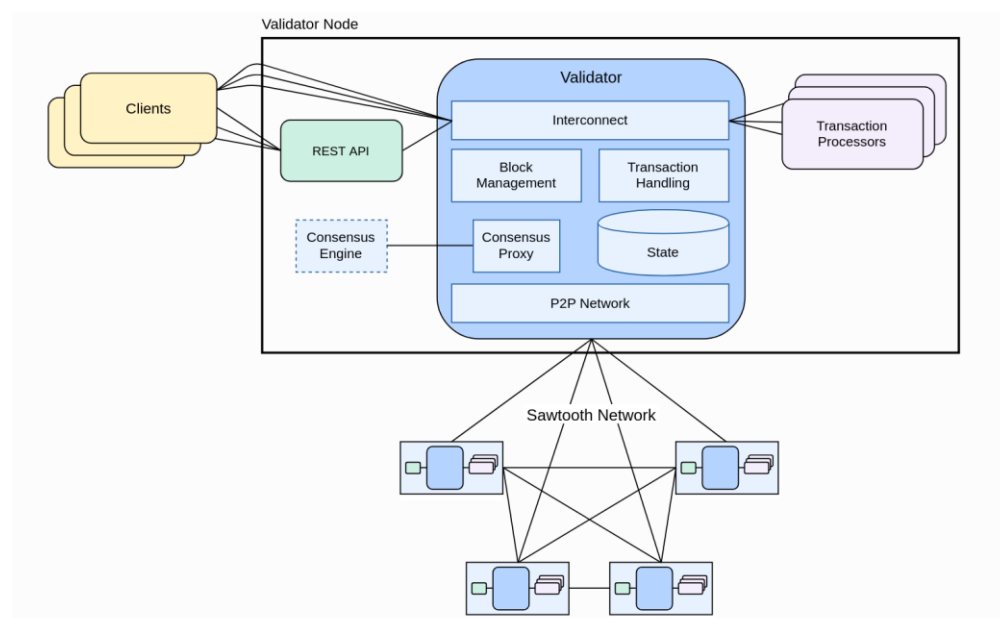 Validator Node
Clients
REST API
Validator
Interconnect
Block
Management
Transaction
Handling
Transaction
Processors
Consensus
Engine
Consensus
Proxy
State
P2P Network
Sawtooth Network